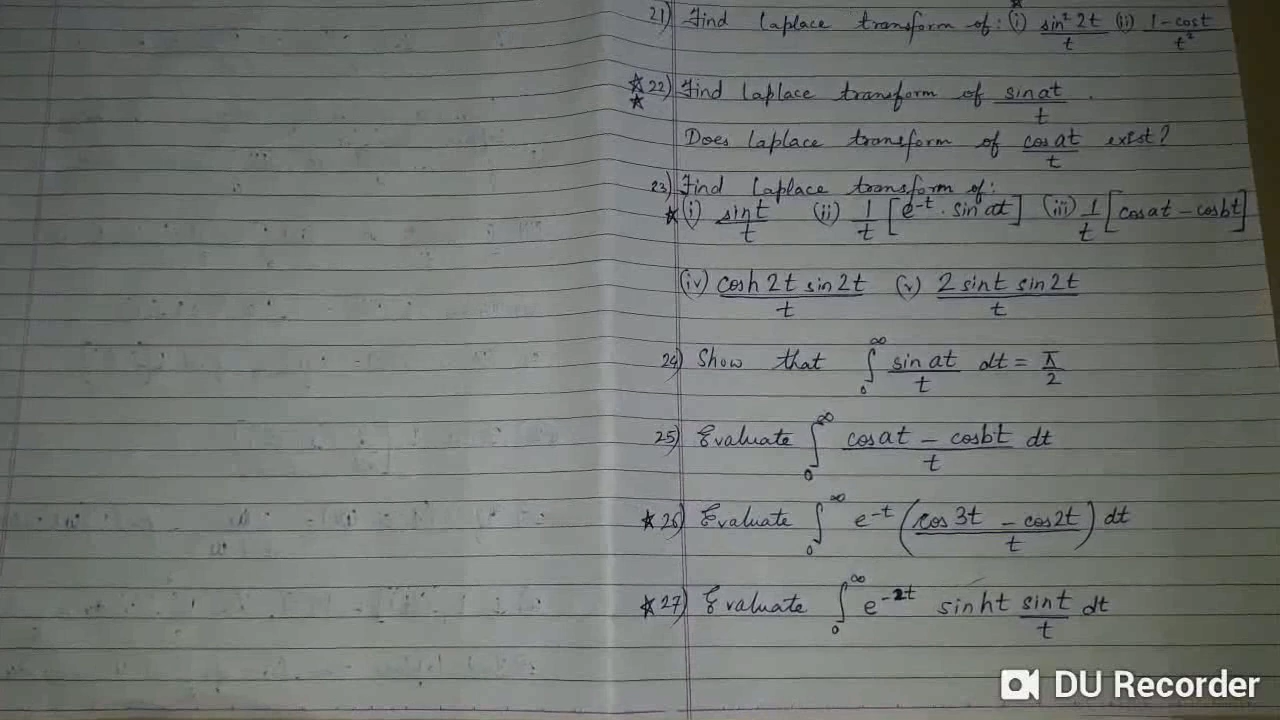 21) Find Laplace transform of: (i) sin² 2t / t (ii) 1 - cost / t²
☆ 22) Find Laplace transform of sin at / t .
☆ Does Laplace transform of cos at / t exist?
23) Find Laplace transform of:
☆ (i) sin t / t (ii) 1/t [e^-t . sin at] (iii) 1/t [cos at - cos bt]
(iv) cosh 2t sin 2t / t (v) 2 sin t sin 2t / t
24) Show that ∫₀^∞ sin at / t dt = π/2
25) Evaluate ∫₀^∞ cos at - cos bt / t dt
☆ 26) Evaluate ∫₀^∞ e^-t (cos 3t - cos 2t / t) dt
☆ 27) Evaluate ∫₀^∞ e^-2t sinht sin t / t dt
DU Recorder